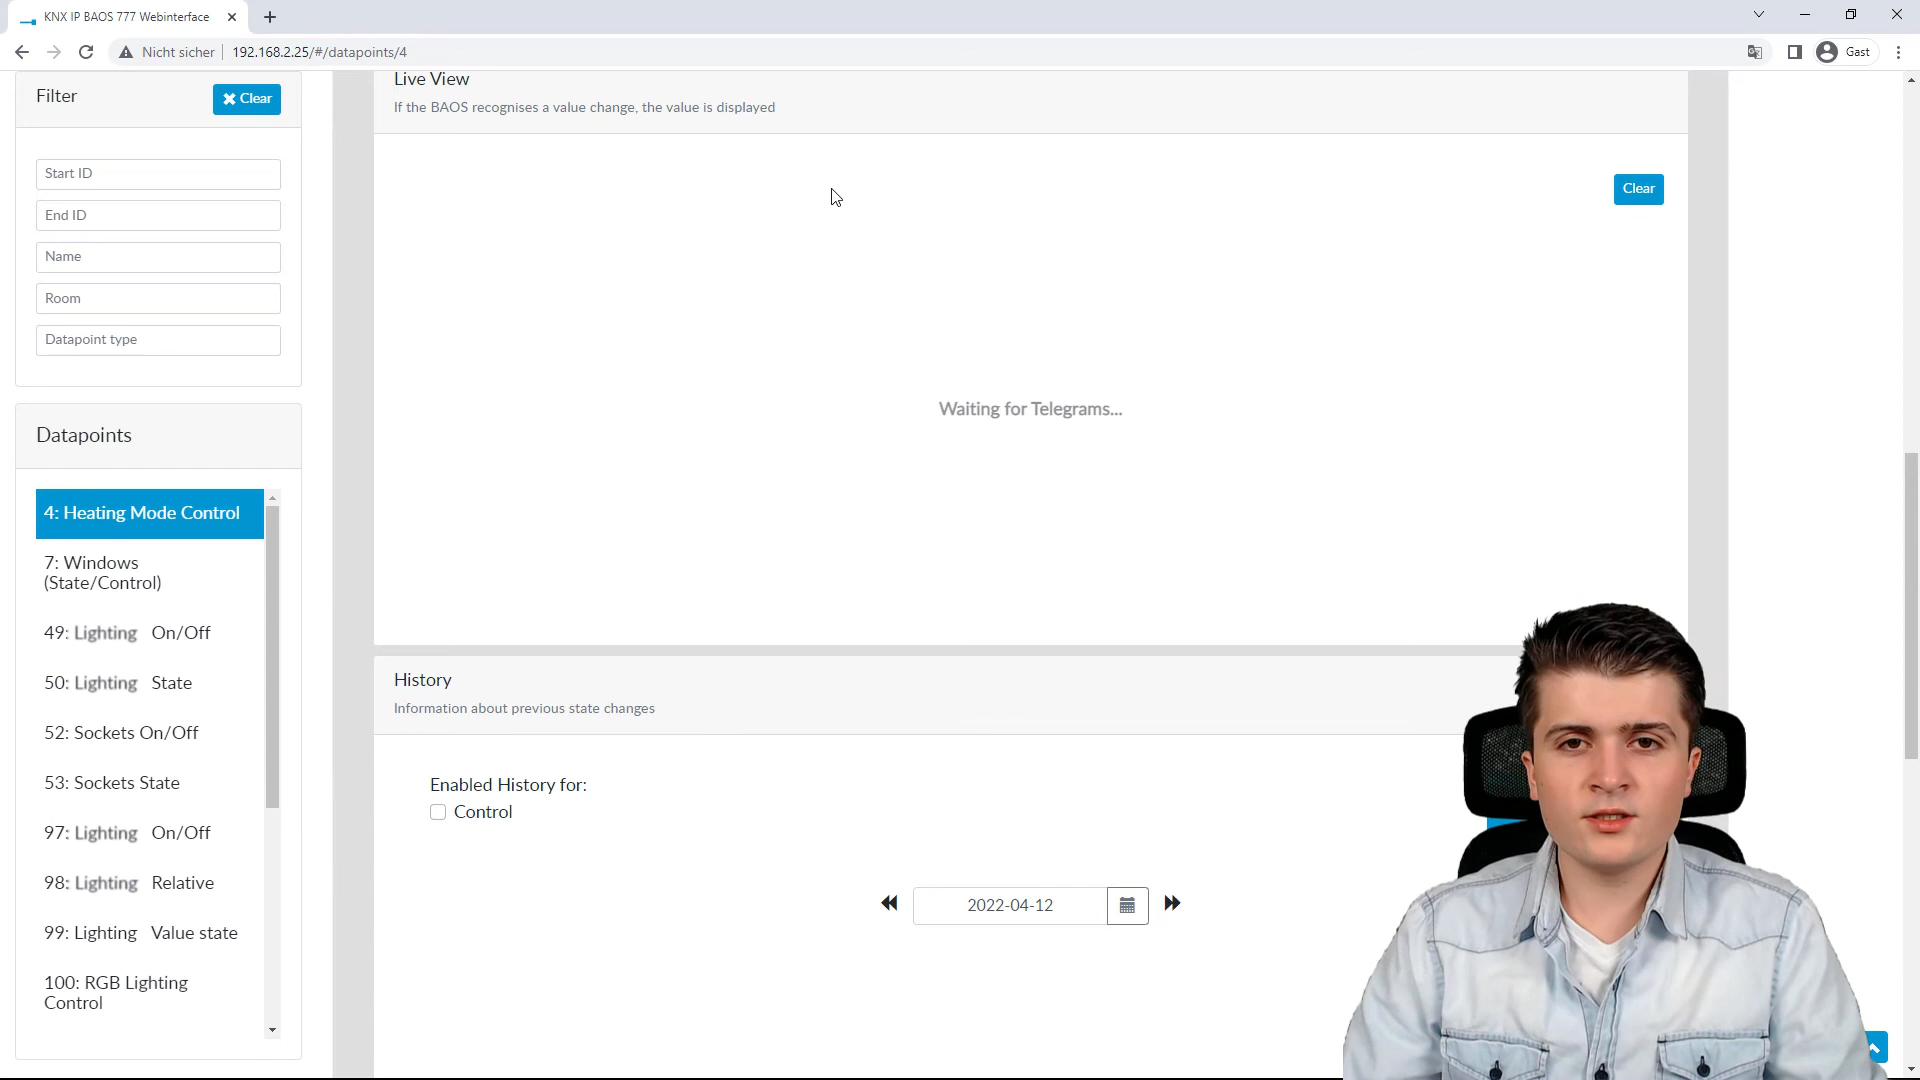 KNX IP BAOS 777 Webinterface
Nicht sicher
192.168.2.25/#/datapoints/4
Gast
Filter
Clear
Start ID
End ID
Name
Room
Datapoint type
Datapoints
4: Heating Mode Control
7: Windows
(State/Control)
49: Lighting On/Off
50: Lighting State
52: Sockets On/Off
53: Sockets State
97: Lighting On/Off
98: Lighting Relative
99: Lighting Value state
100: RGB Lighting
Control
Live View
If the BAOS recognises a value change, the value is displayed
Clear
Waiting for Telegrams...
History
Information about previous state changes
Enabled History for:
Control
2022-04-12